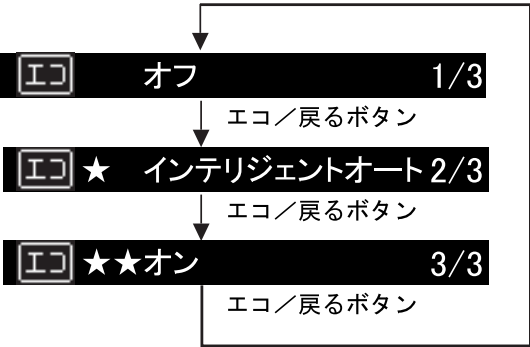 エコ オフ 1/3
エコ／戻るボタン
エコ ★ インテリジェントオート 2/3
エコ／戻るボタン
エコ ★★オン 3/3
エコ／戻るボタン